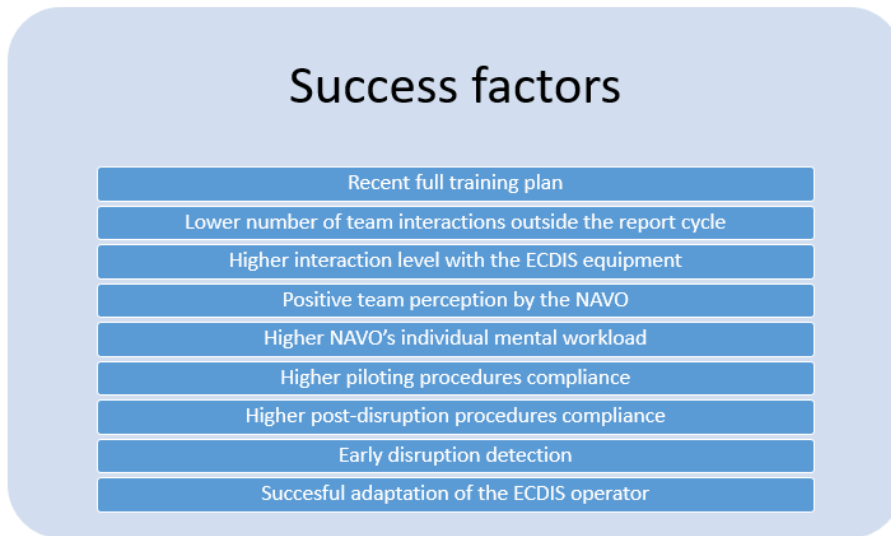 Success factors
Recent full training plan
Lower number of team interactions outside the report cycle
Higher interaction level with the ECDIS equipment
Positive team perception by the NAVO
Higher NAVO’s individual mental workload
Higher piloting procedures compliance
Higher post-disruption procedures compliance
Early disruption detection
Succesful adaptation of the ECDIS operator